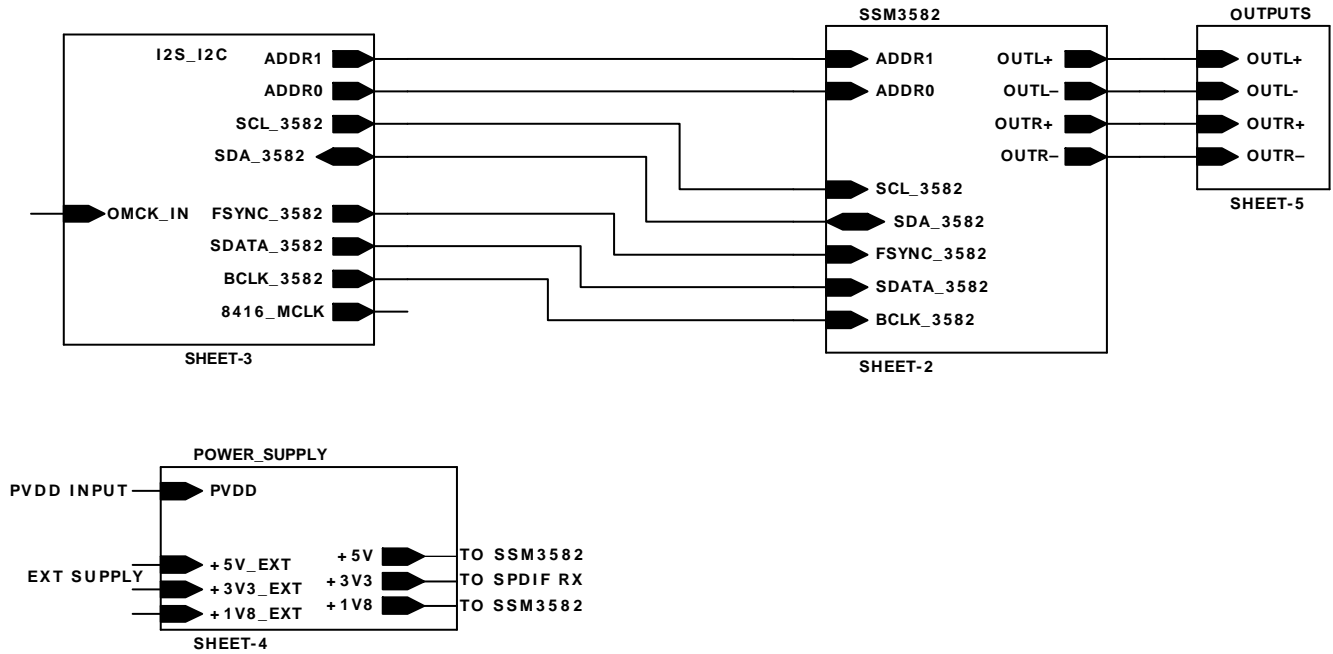 I2S_I2C
ADDR1
ADDR0
SCL_3582
SDA_3582
OMCK_IN
FSYNC_3582
SDATA_3582
BCLK_3582
8416_MCLK
SHEET-3
SSM3582
ADDR1
ADDR0
SCL_3582
SDA_3582
FSYNC_3582
SDATA_3582
BCLK_3582
OUTL+
OUTL–
OUTR+
OUTR–
SHEET-2
OUTPUTS
OUTL+
OUTL-
OUTR+
OUTR–
SHEET-5
POWER_SUPPLY
PVDD INPUT
PVDD
EXT SUPPLY
+5V_EXT
+3V3_EXT
+1V8_EXT
+5V
TO SSM3582
+3V3
TO SPDIF RX
+1V8
TO SSM3582
SHEET-4